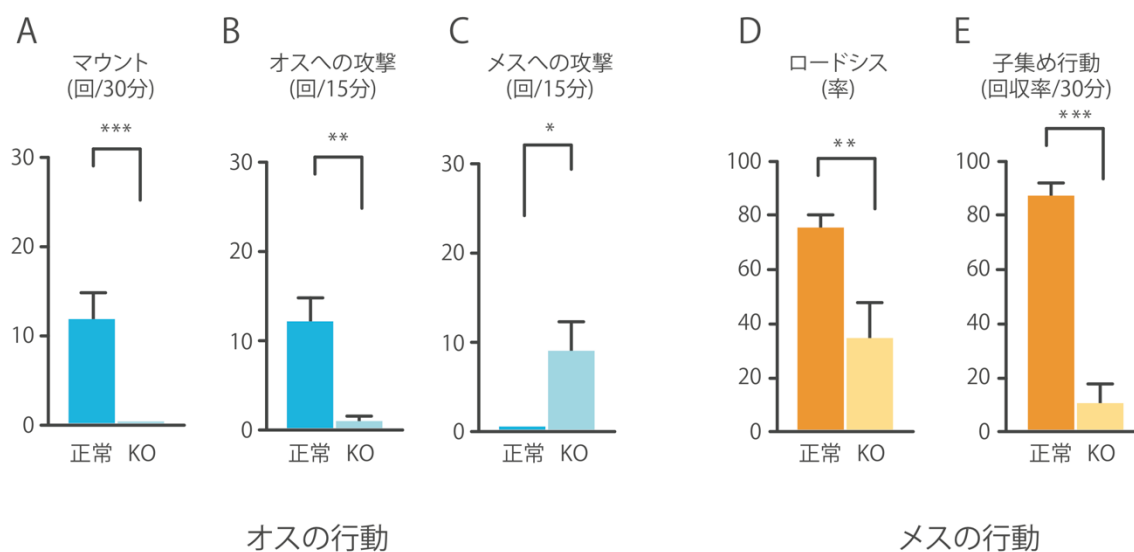 A
マウント
(回/30分)
***
30
20
10
0
正常 KO
B
オスへの攻撃
(回/15分)
**
30
20
10
0
正常 KO
C
メスへの攻撃
(回/15分)
*
30
20
10
0
正常 KO
オスの行動
D
ロードシス
(率)
**
100
80
60
40
20
0
正常 KO
E
子集め行動
(回収率/30分)
***
100
80
60
40
20
0
正常 KO
メスの行動